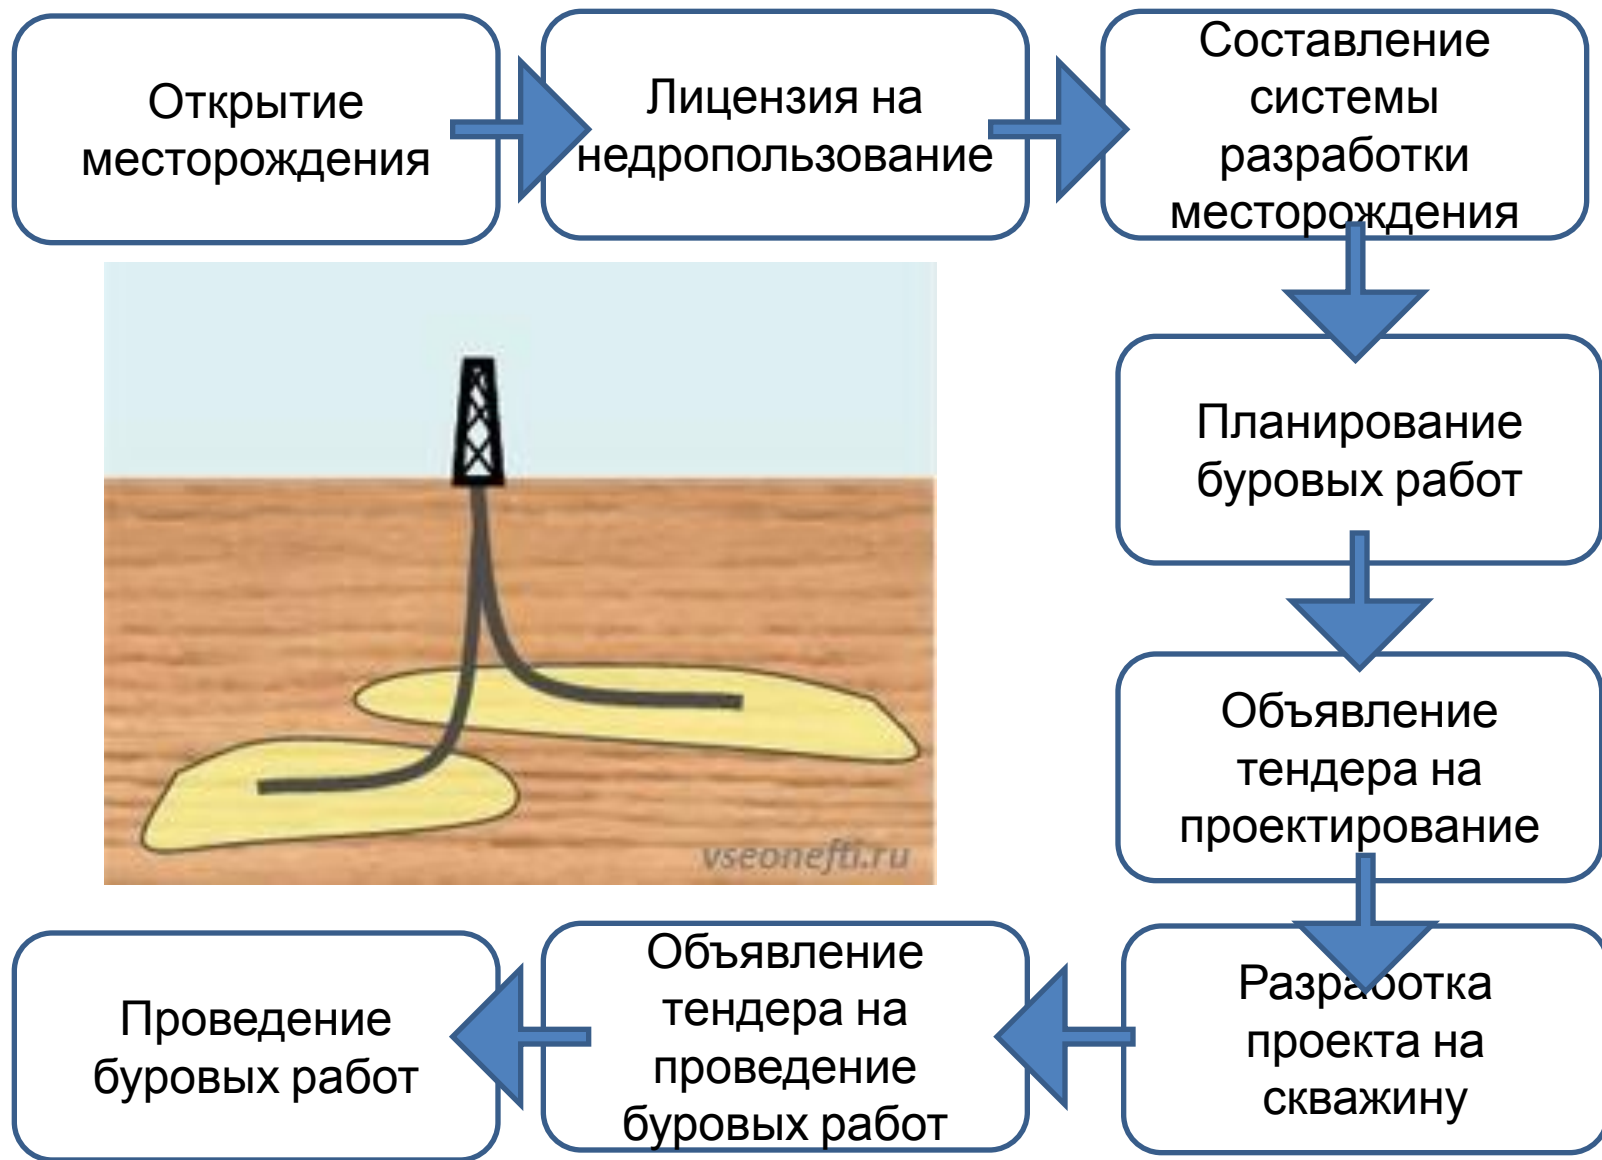 Открытие
месторождения
Лицензия на
недропользование
Составление
системы
разработки
месторождения
Планирование
буровых работ
Объявление
тендера на
проектирование
Разработка
проекта на
скважину
Объявление
тендера на
проведение
буровых работ
Проведение
буровых работ
vseonefti.ru